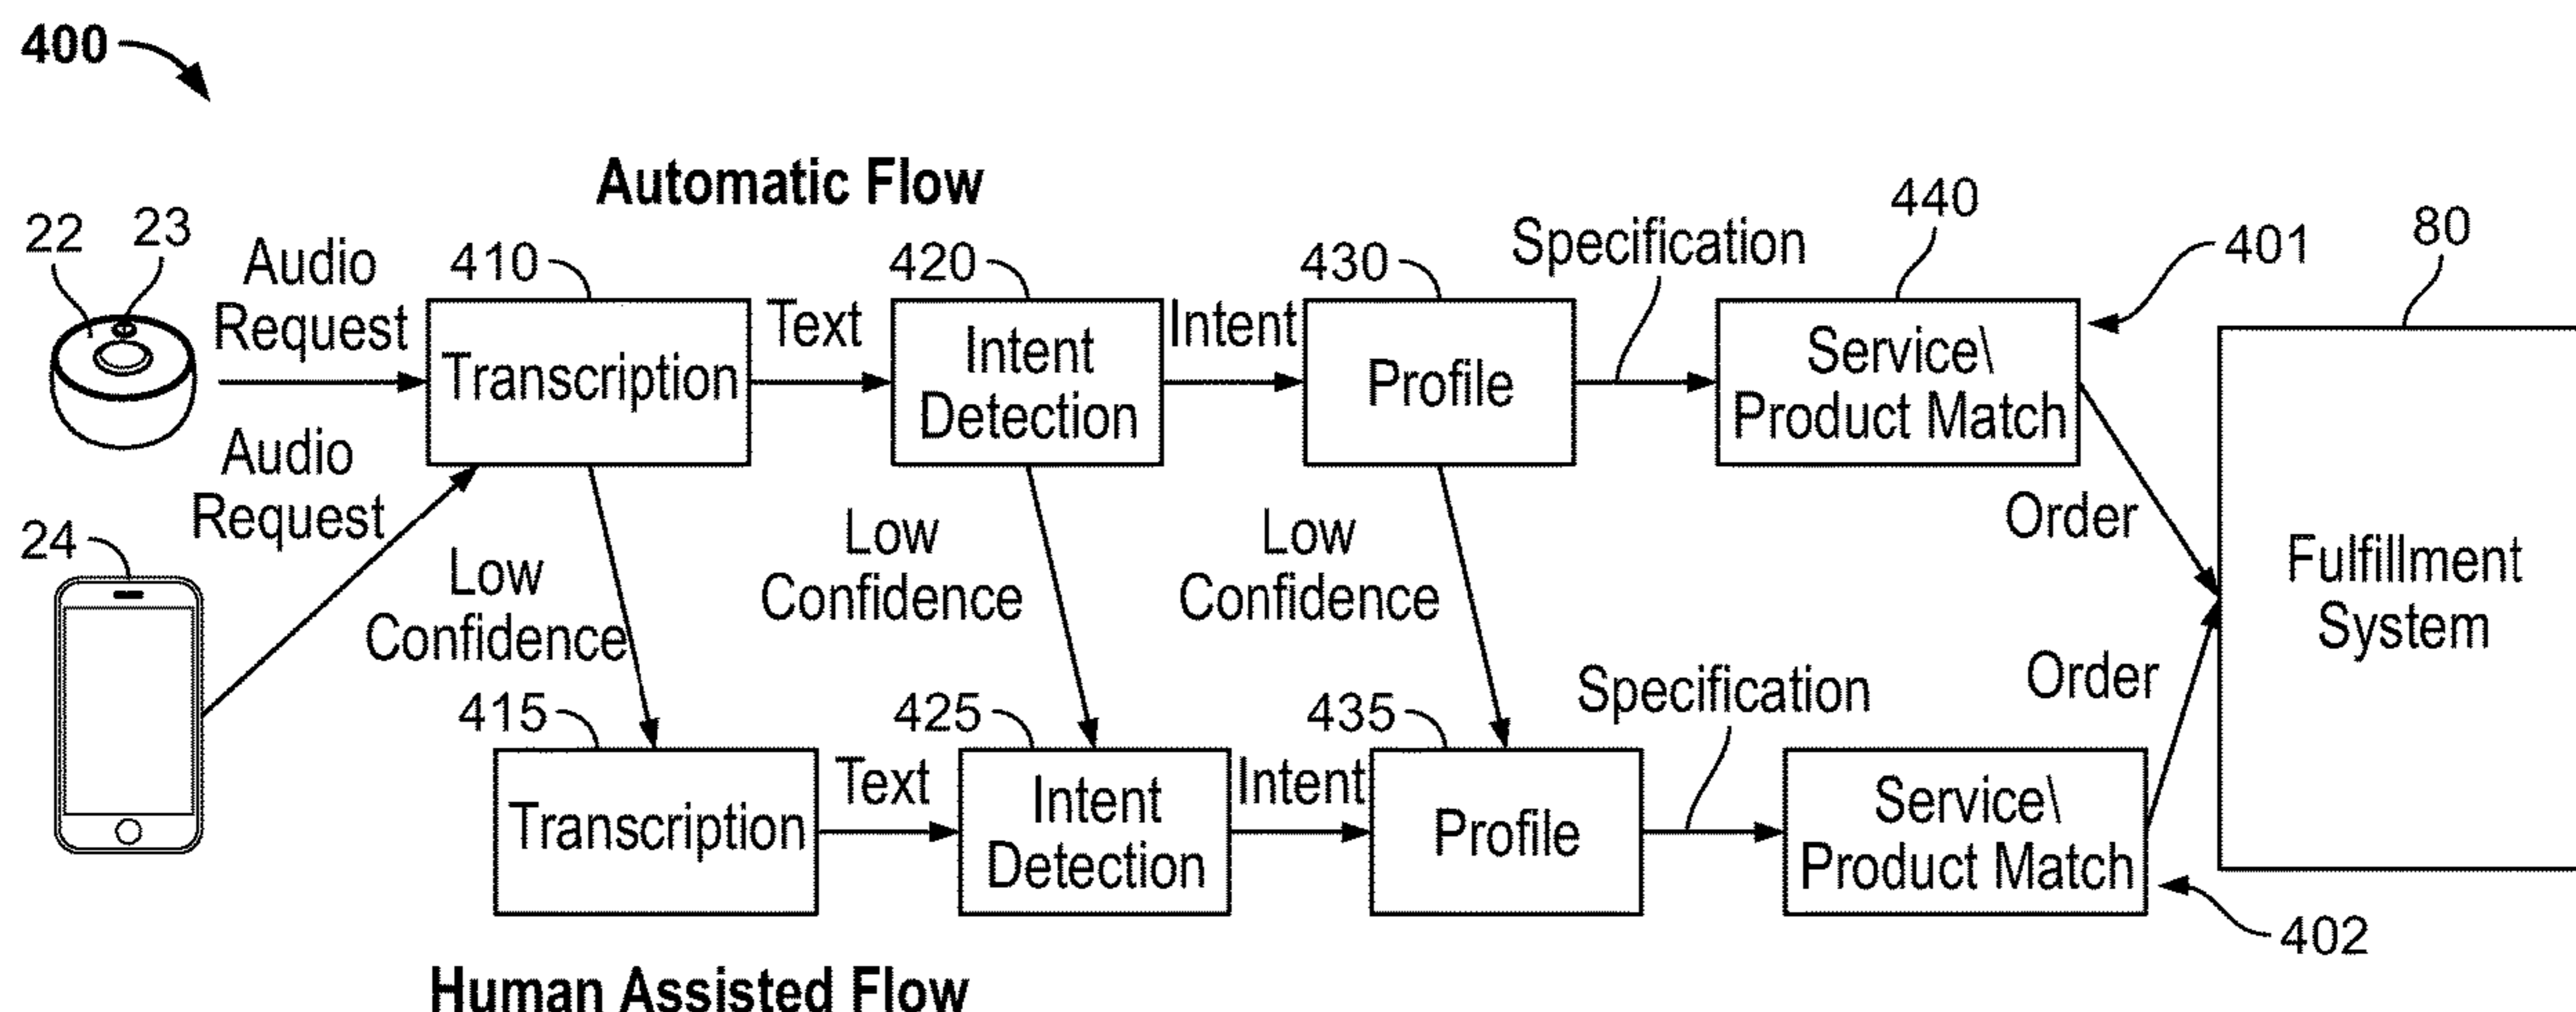 400
Automatic Flow
22
23
Audio
Request
410
Text
420
Intent
430
Specification
440
401
80
Transcription
Intent
Detection
Profile
Service\
Product Match
Audio
Request
24
Low
Confidence
Low
Confidence
Low
Confidence
Order
Fulfillment
System
Order
415
Text
425
Intent
435
Specification
Transcription
Intent
Detection
Profile
Service\
Product Match
402
Human Assisted Flow